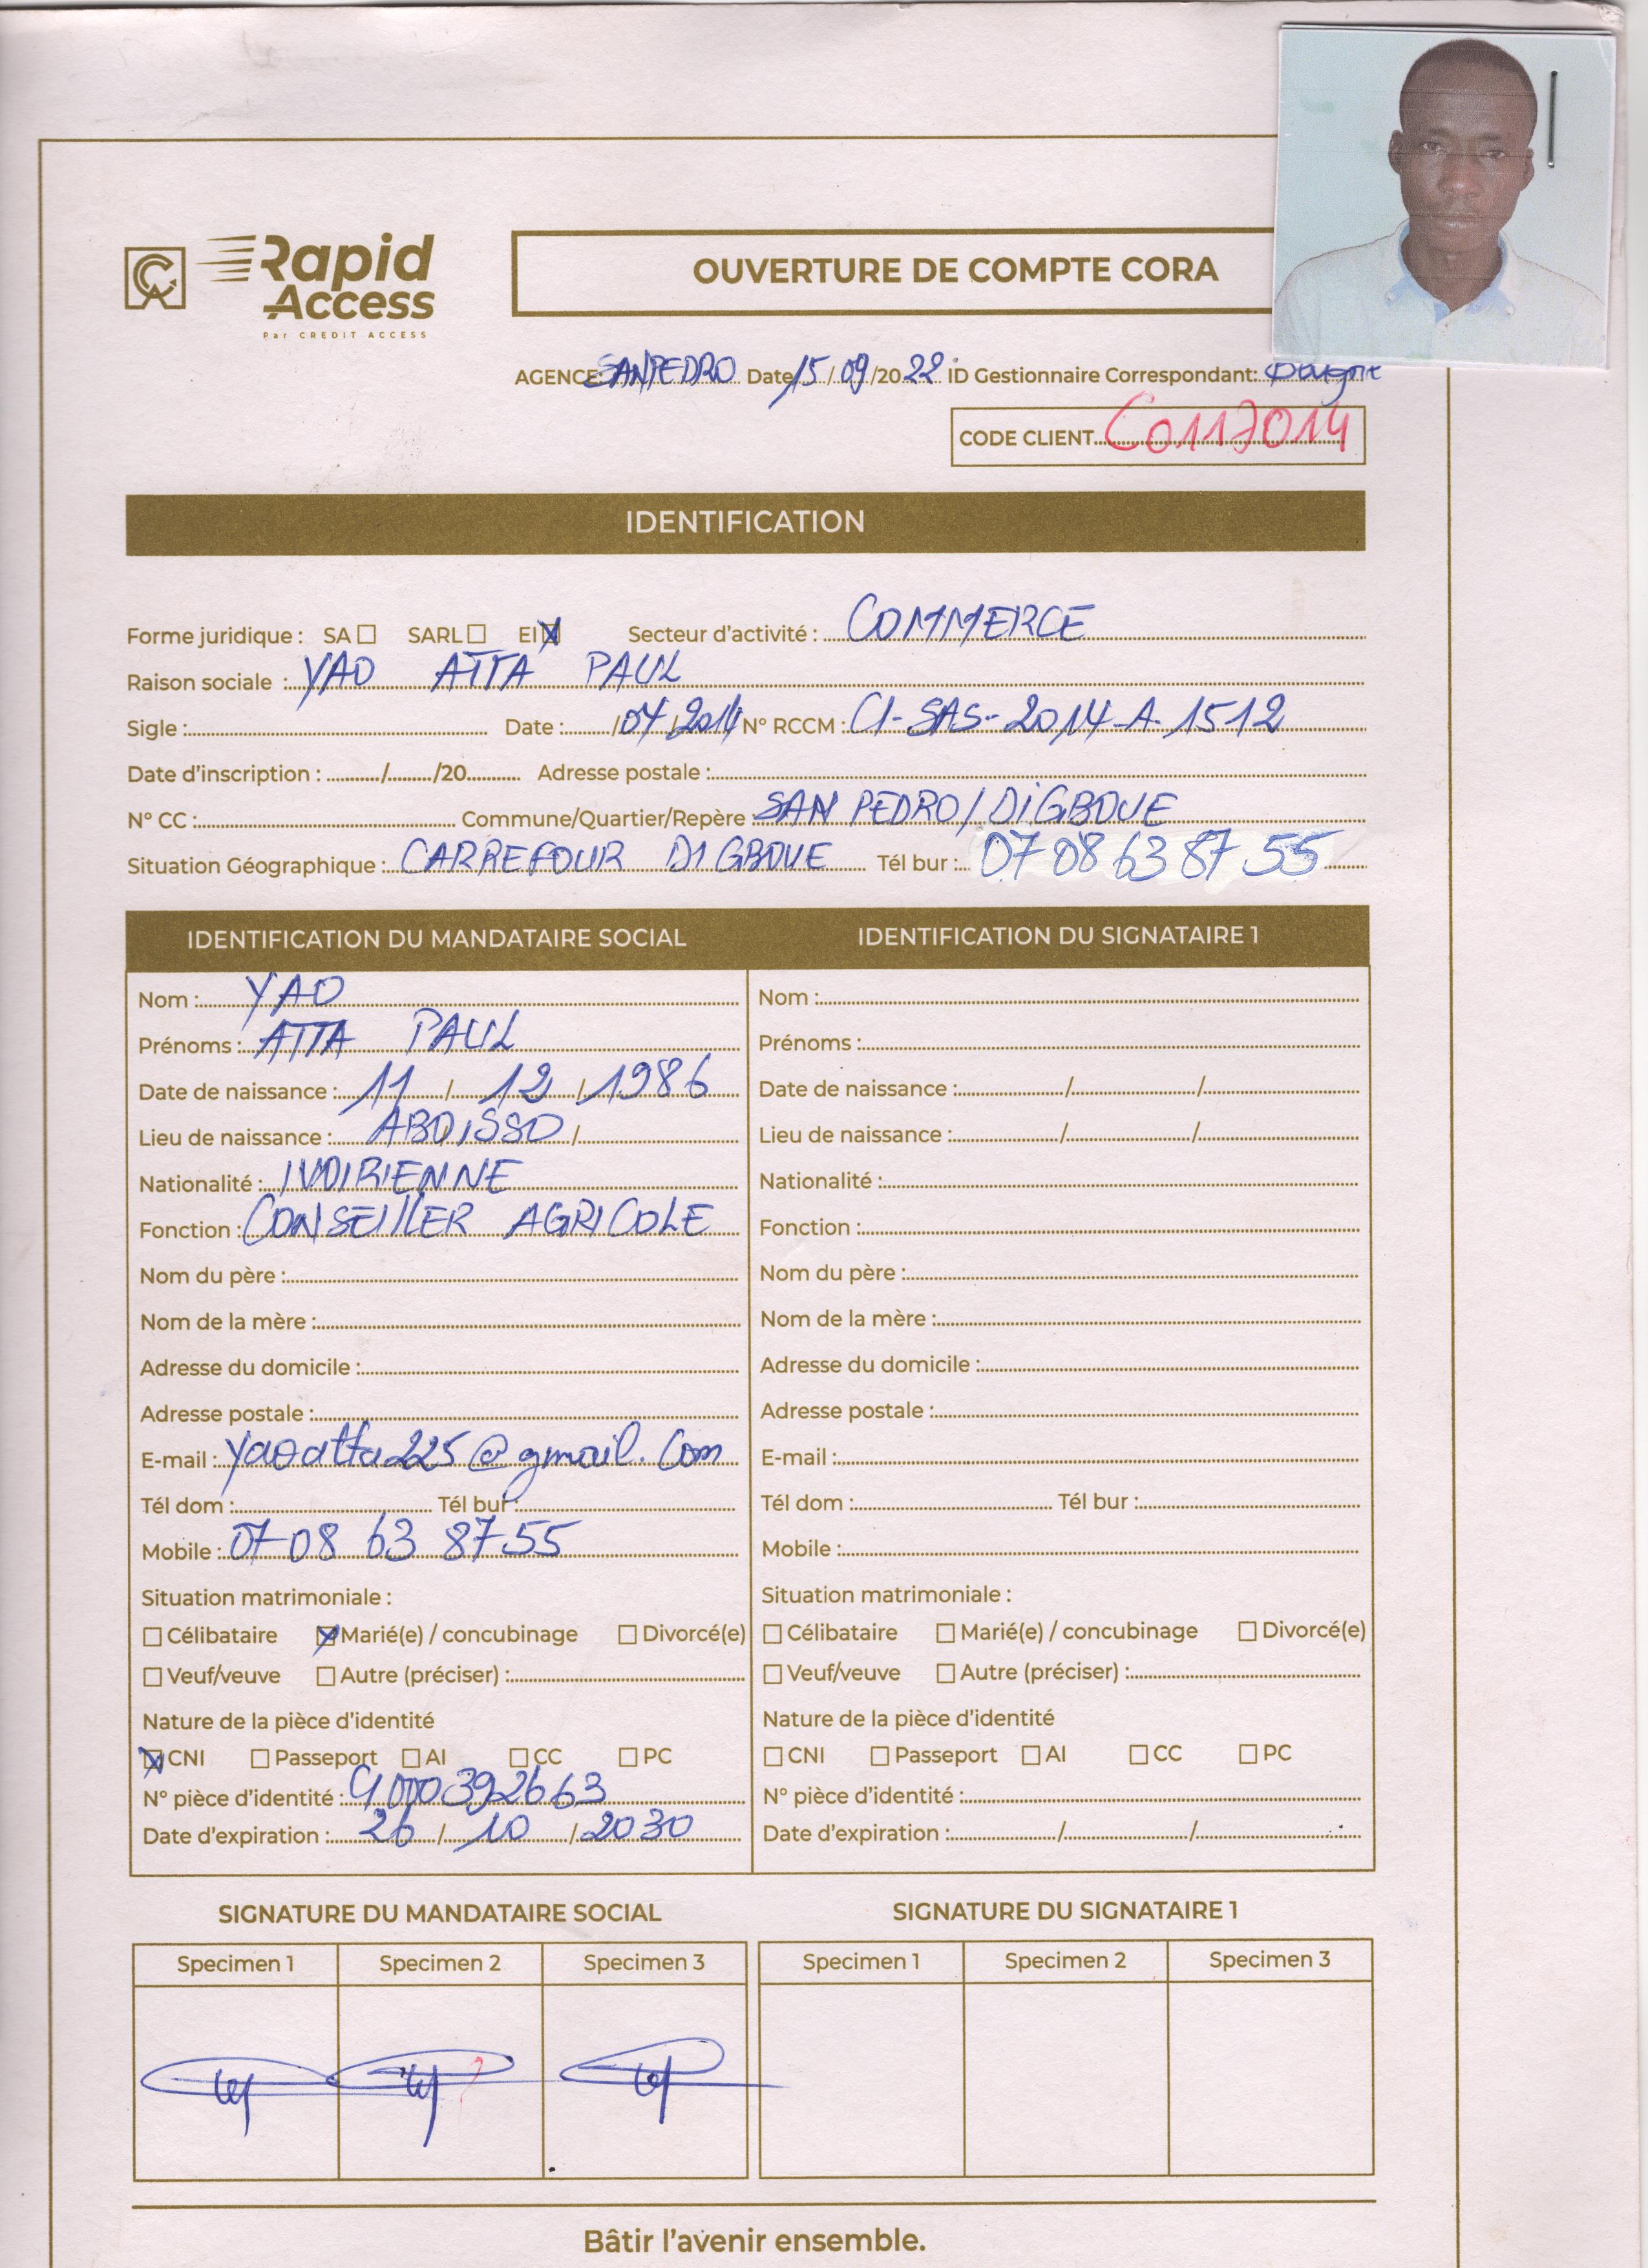 Rapid
Access
Par CREDIT ACCESS
OUVERTURE DE COMPTE CORA
AGENCE: SANPEDRO Date 15/09/2022 ID Gestionnaire Correspondant:
CODE CLIENT C0117014
IDENTIFICATION
Forme juridique : SA SARL EI Secteur d'activité : COMMERCE
Raison sociale : YAO ATTA PAUL
Sigle : Date : /04/2014 N° RCCM : CI-SAS-2014-A-1512
Date d'inscription : / /20 Adresse postale :
N° CC : Commune/Quartier/Repère : SAN PEDRO/DIGBOUE
Situation Géographique : CARREFOUR DIGBOUE Tél bur : 07 08 63 87 55
IDENTIFICATION DU MANDATAIRE SOCIAL
Nom : YAO
Prénoms : ATTA PAUL
Date de naissance : 11 / 12 / 1986
Lieu de naissance : ABOISSO /
Nationalité : IVOIRIENNE
Fonction : CONSEILLER AGRICOLE
Nom du père :
Nom de la mère :
Adresse du domicile :
Adresse postale :
E-mail : yaoatta225@gmail.com
Tél dom : Tél bur :
Mobile : 07 08 63 87 55
Situation matrimoniale :
Célibataire Marié(e) / concubinage Divorcé(e)
Veuf/veuve Autre (préciser) :
Nature de la pièce d'identité
CNI Passeport AI CC PC
N° pièce d'identité : CI000392663
Date d'expiration : 26 / 10 / 2030
IDENTIFICATION DU SIGNATAIRE 1
Nom :
Prénoms :
Date de naissance : / /
Lieu de naissance : / /
Nationalité :
Fonction :
Nom du père :
Nom de la mère :
Adresse du domicile :
Adresse postale :
E-mail :
Tél dom : Tél bur :
Mobile :
Situation matrimoniale :
Célibataire Marié(e) / concubinage Divorcé(e)
Veuf/veuve Autre (préciser) :
Nature de la pièce d'identité
CNI Passeport AI CC PC
N° pièce d'identité :
Date d'expiration : / /
SIGNATURE DU MANDATAIRE SOCIAL
Specimen 1 Specimen 2 Specimen 3
SIGNATURE DU SIGNATAIRE 1
Specimen 1 Specimen 2 Specimen 3
Bâtir l'avenir ensemble.